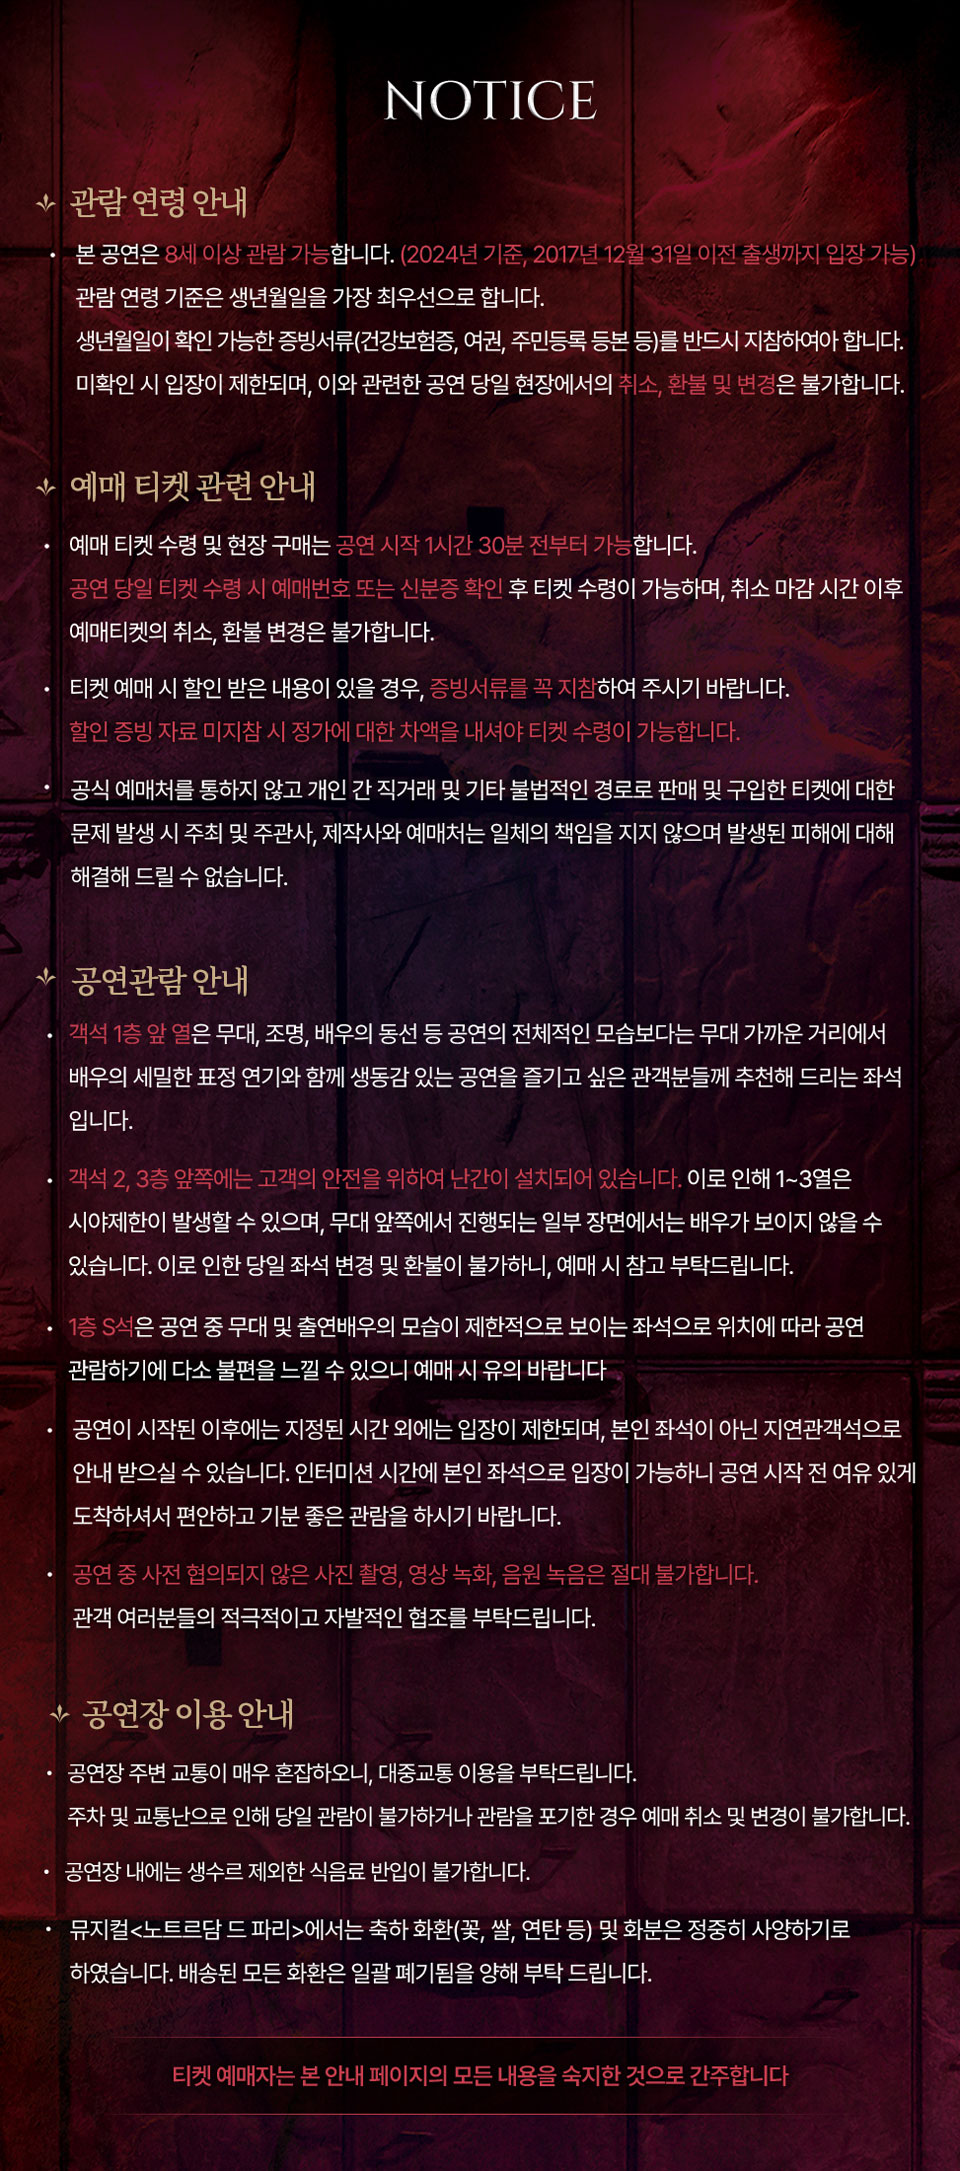 NOTICE
관람 연령 안내
• 본 공연은 8세 이상 관람 가능합니다. (2024년 기준, 2017년 12월 31일 이전 출생까지 입장 가능)
관람 연령 기준은 생년월일을 가장 최우선으로 합니다.
생년월일이 확인 가능한 증빙서류(건강보험증, 여권, 주민등록 등본 등)를 반드시 지참하여아 합니다.
미확인 시 입장이 제한되며, 이와 관련한 공연 당일 현장에서의 취소, 환불 및 변경은 불가합니다.
예매 티켓 관련 안내
• 예매 티켓 수령 및 현장 구매는 공연 시작 1시간 30분 전부터 가능합니다.
공연 당일 티켓 수령 시 예매번호 또는 신분증 확인 후 티켓 수령이 가능하며, 취소 마감 시간 이후
예매티켓의 취소, 환불 변경은 불가합니다.
• 티켓 예매 시 할인 받은 내용이 있을 경우, 증빙서류를 꼭 지참하여 주시기 바랍니다.
할인 증빙 자료 미지참 시 정가에 대한 차액을 내셔야 티켓 수령이 가능합니다.
• 공식 예매처를 통하지 않고 개인 간 직거래 및 기타 불법적인 경로로 판매 및 구입한 티켓에 대한
문제 발생 시 주최 및 주관사, 제작사와 예매처는 일체의 책임을 지지 않으며 발생된 피해에 대해
해결해 드릴 수 없습니다.
공연관람 안내
• 객석 1층 앞 열은 무대, 조명, 배우의 동선 등 공연의 전체적인 모습보다는 무대 가까운 거리에서
배우의 세밀한 표정 연기와 함께 생동감 있는 공연을 즐기고 싶은 관객분들께 추천해 드리는 좌석
입니다.
• 객석 2, 3층 앞쪽에는 고객의 안전을 위하여 난간이 설치되어 있습니다. 이로 인해 1~3열은
시야제한이 발생할 수 있으며, 무대 앞쪽에서 진행되는 일부 장면에서는 배우가 보이지 않을 수
있습니다. 이로 인한 당일 좌석 변경 및 환불이 불가하니, 예매 시 참고 부탁드립니다.
• 1층 S석은 공연 중 무대 및 출연배우의 모습이 제한적으로 보이는 좌석으로 위치에 따라 공연
관람하기에 다소 불편을 느낄 수 있으니 예매 시 유의 바랍니다
• 공연이 시작된 이후에는 지정된 시간 외에는 입장이 제한되며, 본인 좌석이 아닌 지연관객석으로
안내 받으실 수 있습니다. 인터미션 시간에 본인 좌석으로 입장이 가능하니 공연 시작 전 여유 있게
도착하셔서 편안하고 기분 좋은 관람을 하시기 바랍니다.
• 공연 중 사전 협의되지 않은 사진 촬영, 영상 녹화, 음원 녹음은 절대 불가합니다.
관객 여러분들의 적극적이고 자발적인 협조를 부탁드립니다.
공연장 이용 안내
• 공연장 주변 교통이 매우 혼잡하오니, 대중교통 이용을 부탁드립니다.
주차 및 교통난으로 인해 당일 관람이 불가하거나 관람을 포기한 경우 예매 취소 및 변경이 불가합니다.
• 공연장 내에는 생수르 제외한 식음료 반입이 불가합니다.
• 뮤지컬<노트르담 드 파리>에서는 축하 화환(꽃, 쌀, 연탄 등) 및 화분은 정중히 사양하기로
하였습니다. 배송된 모든 화환은 일괄 폐기됨을 양해 부탁 드립니다.
티켓 예매자는 본 안내 페이지의 모든 내용을 숙지한 것으로 간주합니다